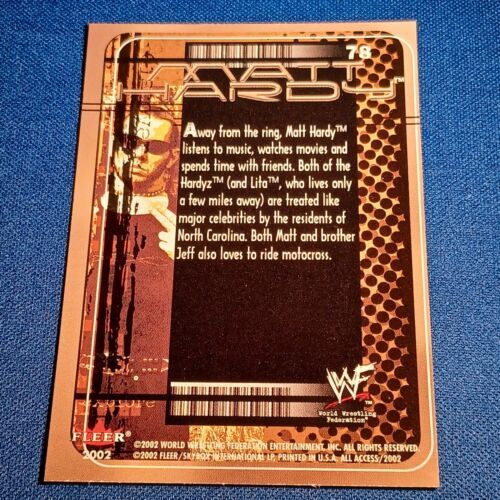 78
MATT
HARDY™
Away from the ring, Matt Hardy™
listens to music, watches movies and
spends time with friends. Both of the
Hardyz™ (and Lita™, who lives only
a few miles away) are treated like
major celebrities by the residents of
North Carolina. Both Matt and brother
Jeff also loves to ride motocross.
WF™
World Wrestling
Federation®
FLEER
2002
©2002 WORLD WRESTLING FEDERATION ENTERTAINMENT, INC. ALL RIGHTS RESERVED.
©2002 FLEER/SKYBOX INTERNATIONAL LP, PRINTED IN U.S.A. ALL ACCESS/2002